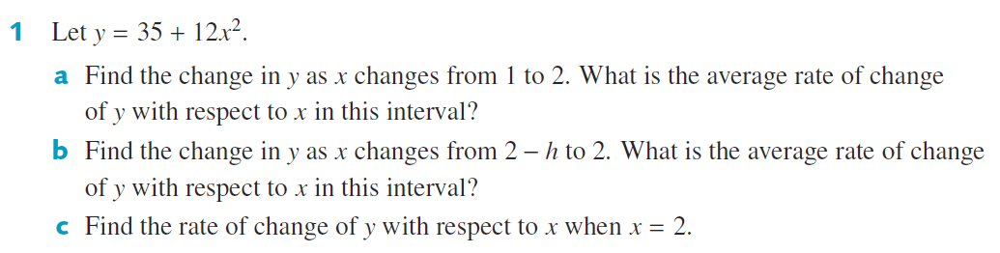 1 Let y = 35 + 12x².
a Find the change in y as x changes from 1 to 2. What is the average rate of change
of y with respect to x in this interval?
b Find the change in y as x changes from 2 – h to 2. What is the average rate of change
of y with respect to x in this interval?
c Find the rate of change of y with respect to x when x = 2.